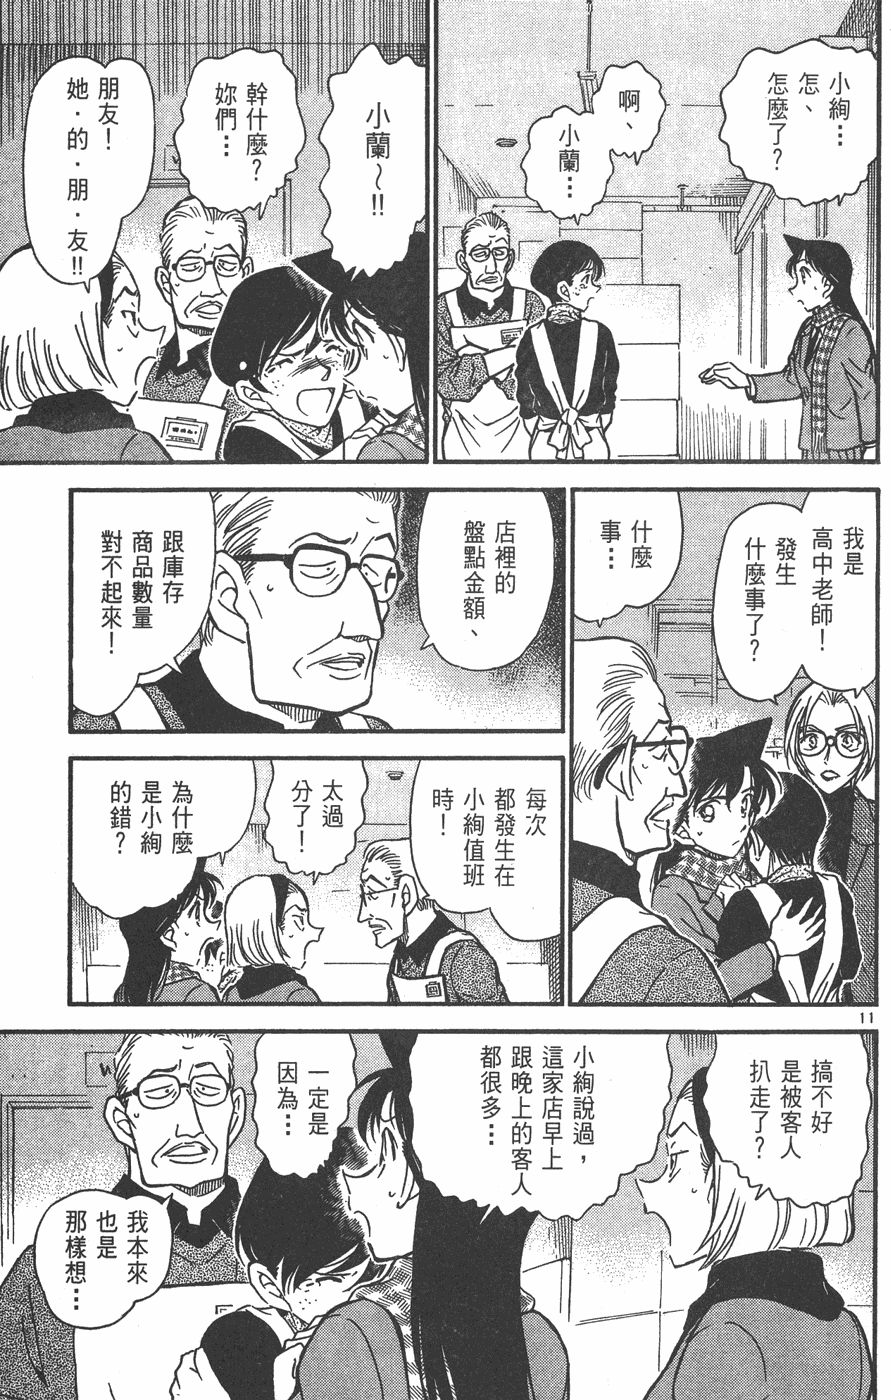 小絢…
怎、
怎麼了？
啊、
小蘭…
小蘭～!!
幹什麼？
妳們…
朋友！
她·的·朋·友!!
我是
高中老師！
發生
什麼事了？
什麼
事…
店裡的
盤點金額、
跟庫存
商品數量
對不起來！
每次
都發生在
小絢值班
時！
太過
分了！
為什麼
是小絢
的錯？
11
搞不好
是被客人
扒走了？
小絢說過，
這家店早上
跟晚上的客人
都很多…
一定是
因為…
我本來
也是
那樣想…